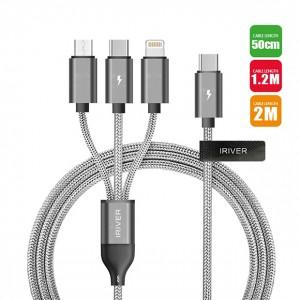 CABLE LENGTH
50cm
CABLE LENGTH
1.2M
CABLE LENGTH
2M
IRIVER
IRIVER